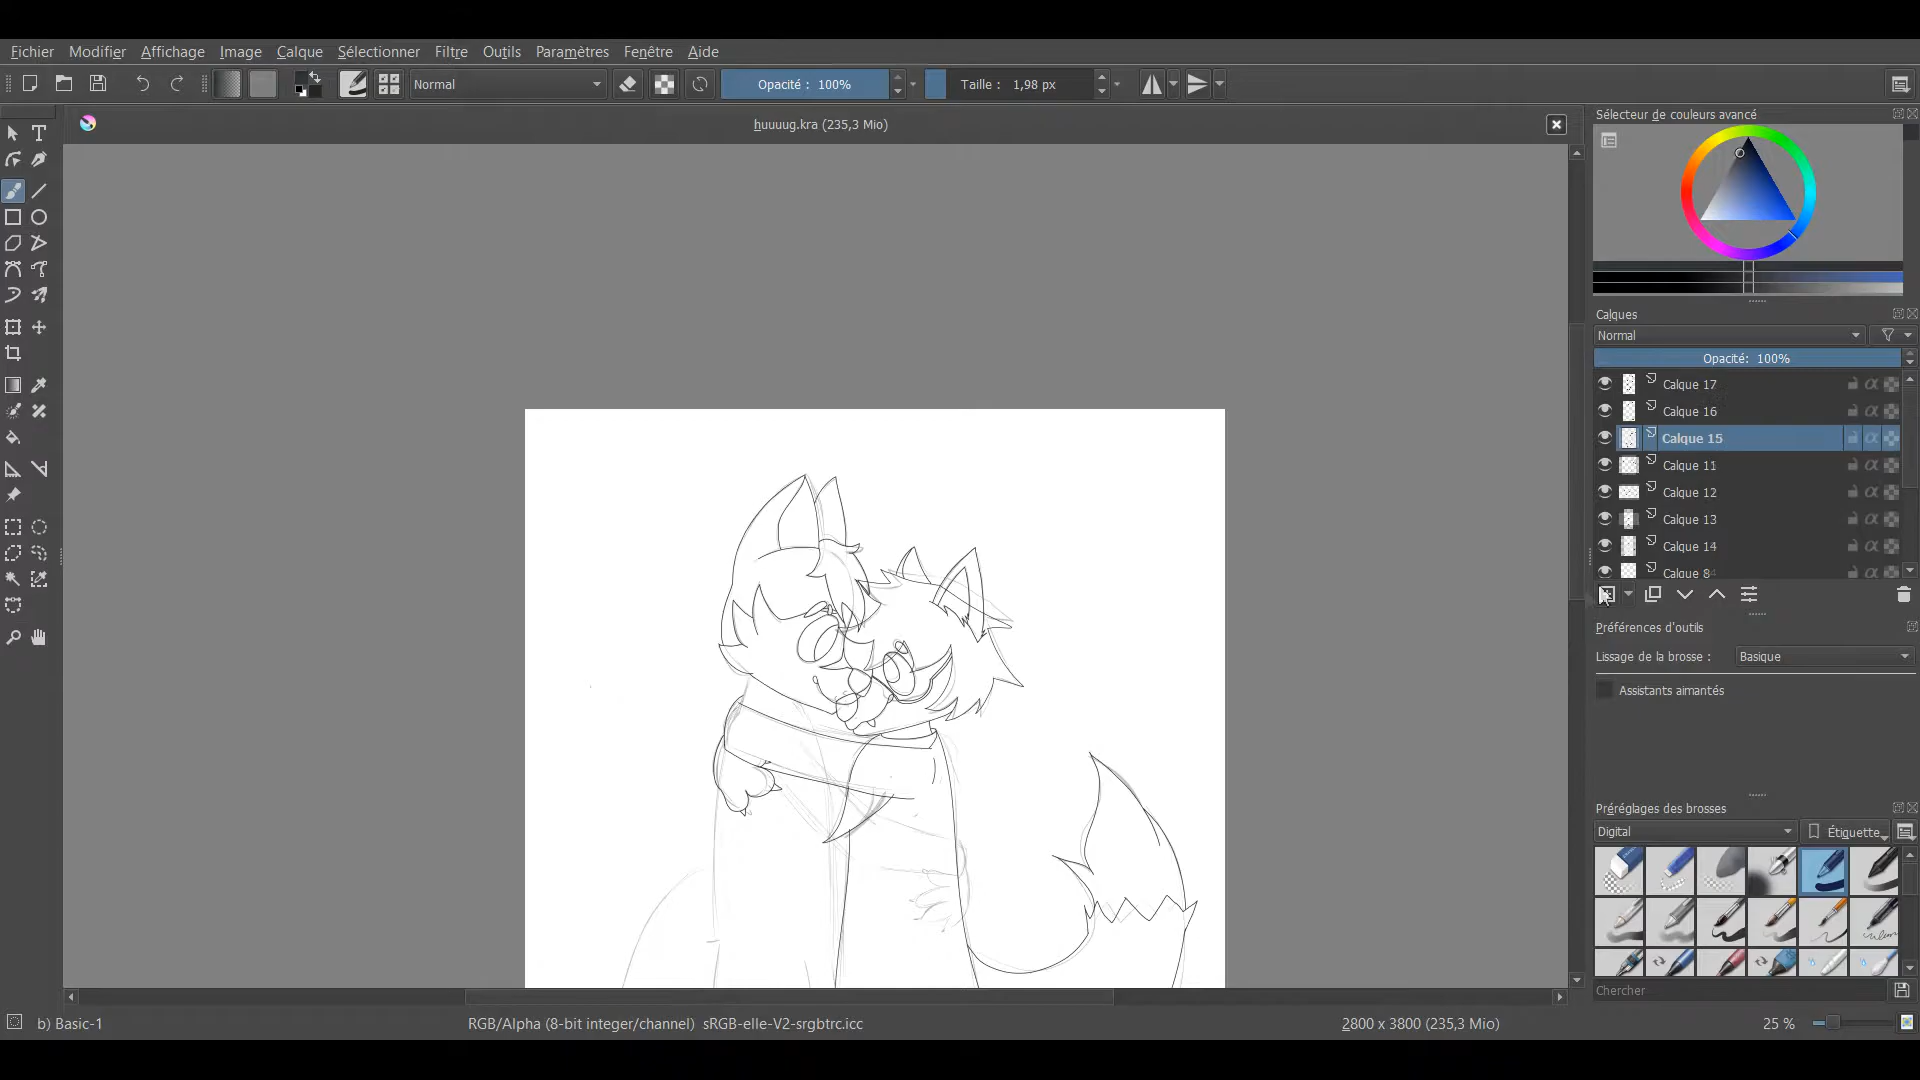 Fichier Modifier Affichage Image Calque Sélectionner Filtre Outils Paramètres Fenêtre Aide
Normal Opacité : 100% Taille : 1,98 px
huuuug.kra (235,3 Mio)
Sélecteur de couleurs avancé
Calques
Normal
Opacité: 100%
Calque 17
Calque 16
Calque 15
Calque 11
Calque 12
Calque 13
Calque 14
Calque 8
Préférences d'outils
Lissage de la brosse : Basique
Assistants aimantés
Préréglages des brosses
Digital Étiquette
Chercher
b) Basic-1 RGB/Alpha (8-bit integer/channel) sRGB-elle-V2-srgbtrc.icc 2800 x 3800 (235,3 Mio) 25 %